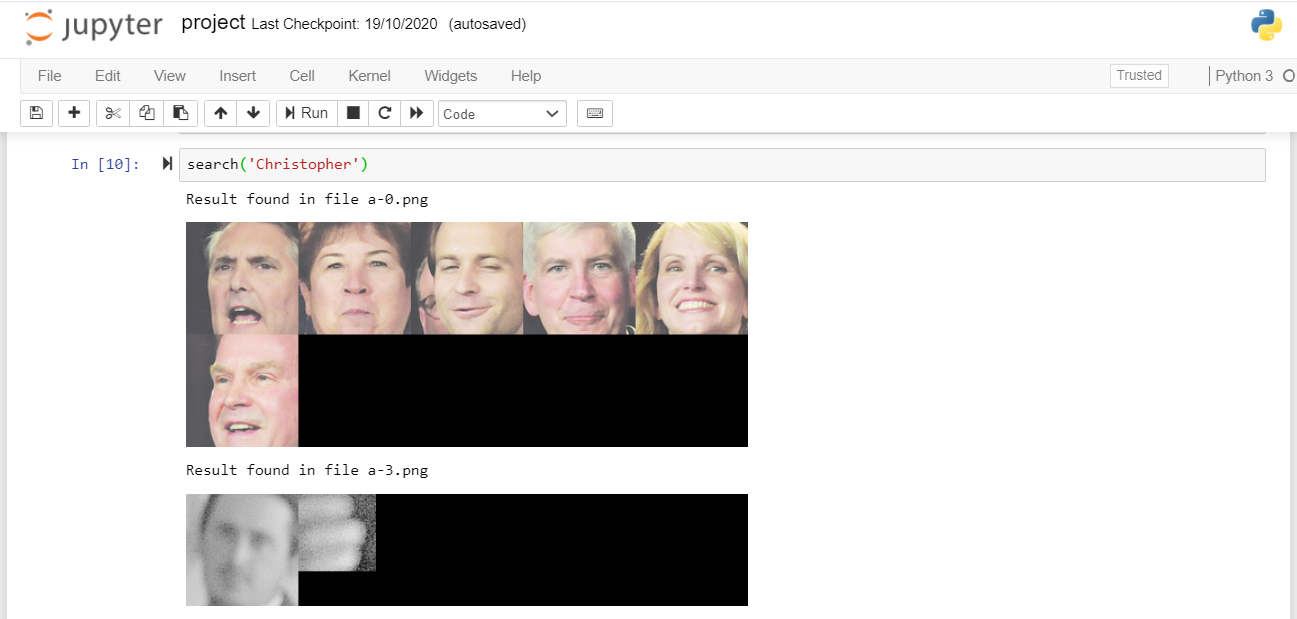 jupyter project Last Checkpoint: 19/10/2020 (autosaved)
File Edit View Insert Cell Kernel Widgets Help Trusted Python 3
Run Code
In [10]: search('Christopher')
Result found in file a-0.png
Result found in file a-3.png